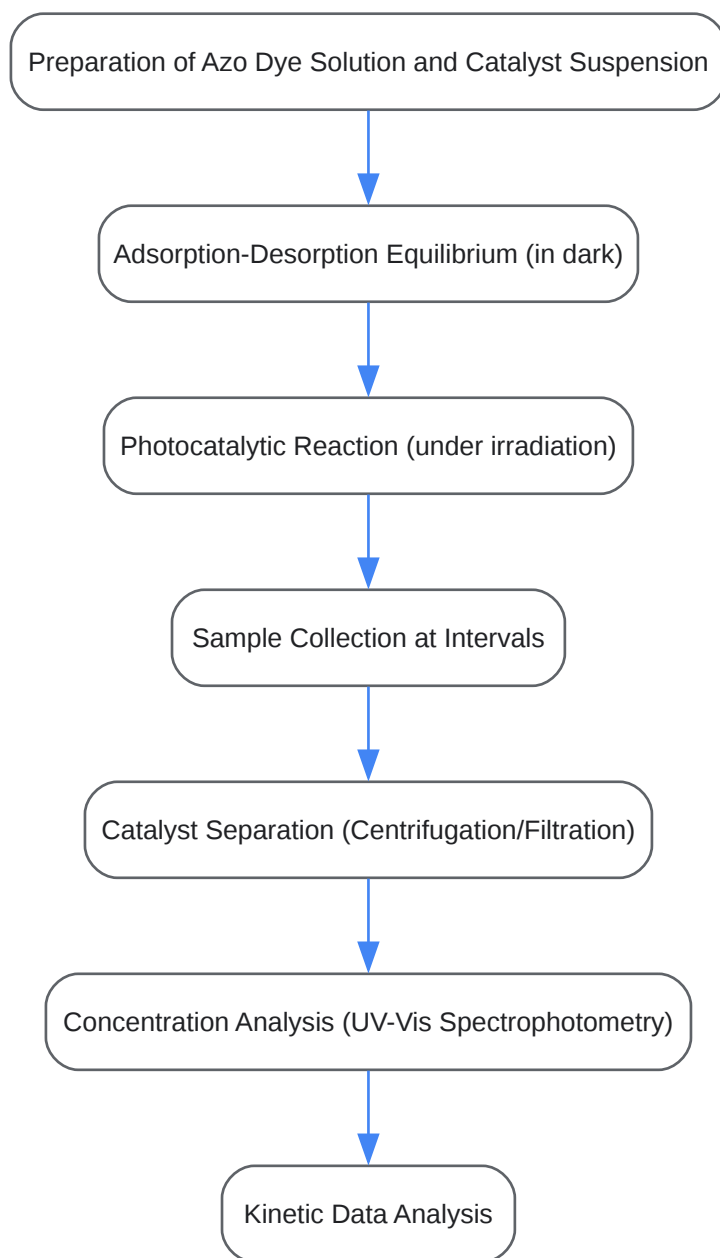 Preparation of Azo Dye Solution and Catalyst Suspension
Adsorption-Desorption Equilibrium (in dark)
Photocatalytic Reaction (under irradiation)
Sample Collection at Intervals
Catalyst Separation (Centrifugation/Filtration)
Concentration Analysis (UV-Vis Spectrophotometry)
Kinetic Data Analysis